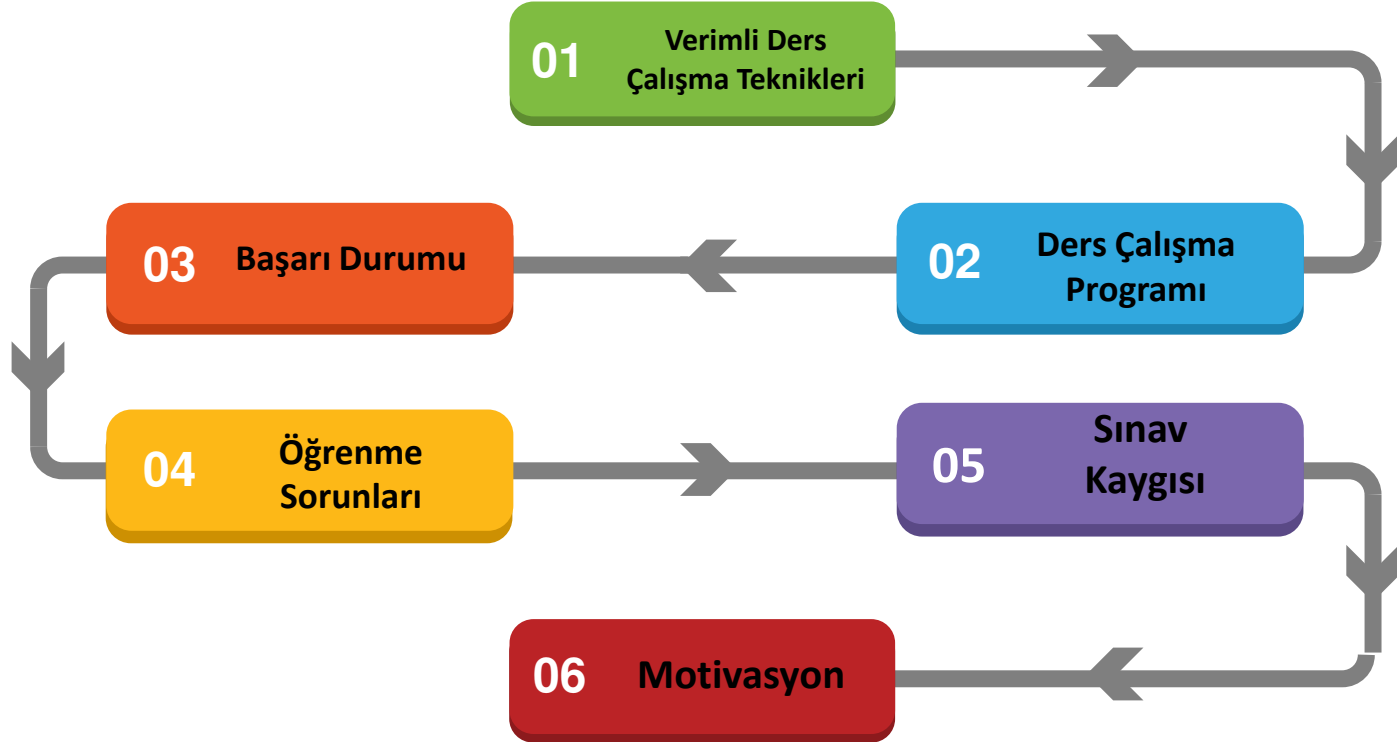 01
Verimli Ders
Çalışma Teknikleri
02
Ders Çalışma
Programı
03
Başarı Durumu
04
Öğrenme
Sorunları
05
Sınav
Kaygısı
06
Motivasyon